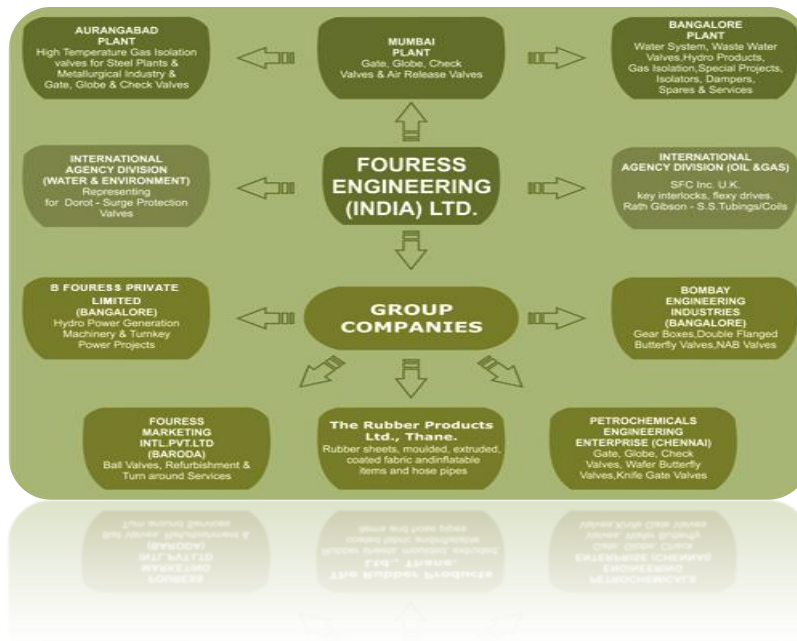 AURANGABAD
PLANT
High Temperature Gas Isolation
valves for Steel Plants &
Metallurgical Industry &
Gate, Globe & Check Valves
MUMBAI
PLANT
Gate, Globe, Check
Valves & Air Release Valves
BANGALORE
PLANT
Water System, Waste Water
Valves,Hydro Products,
Gas Isolation,Special Projects,
Isolators, Dampers,
Spares & Services
INTERNATIONAL
AGENCY DIVISION
(WATER & ENVIRONMENT)
Representing
for Dorot - Surge Protection
Valves
FOURESS
ENGINEERING
(INDIA) LTD.
INTERNATIONAL
AGENCY DIVISION (OIL &GAS)
SFC Inc. U.K.
key interlocks, flexy drives.
Rath Gibson - S.S.Tubings/Coils
B FOURESS PRIVATE
LIMITED
(BANGALORE)
Hydro Power Generation
Machinery & Turnkey
Power Projects
GROUP
COMPANIES
BOMBAY
ENGINEERING
INDUSTRIES
(BANGALORE)
Gear Boxes,Double Flanged
Butterfly Valves,NAB Valves
FOURESS
MARKETING
INTL.PVT.LTD
(BARODA)
Ball Valves, Refurbishment &
Turn around Services
The Rubber Products
Ltd., Thane.
Rubber sheets, moulded, extruded,
coated fabric andinflatable
items and hose pipes
PETROCHEMICALS
ENGINEERING
ENTERPRISE (CHENNAI)
Gate, Globe, Check
Valves, Wafer Butterfly
Valves,Knife Gate Valves